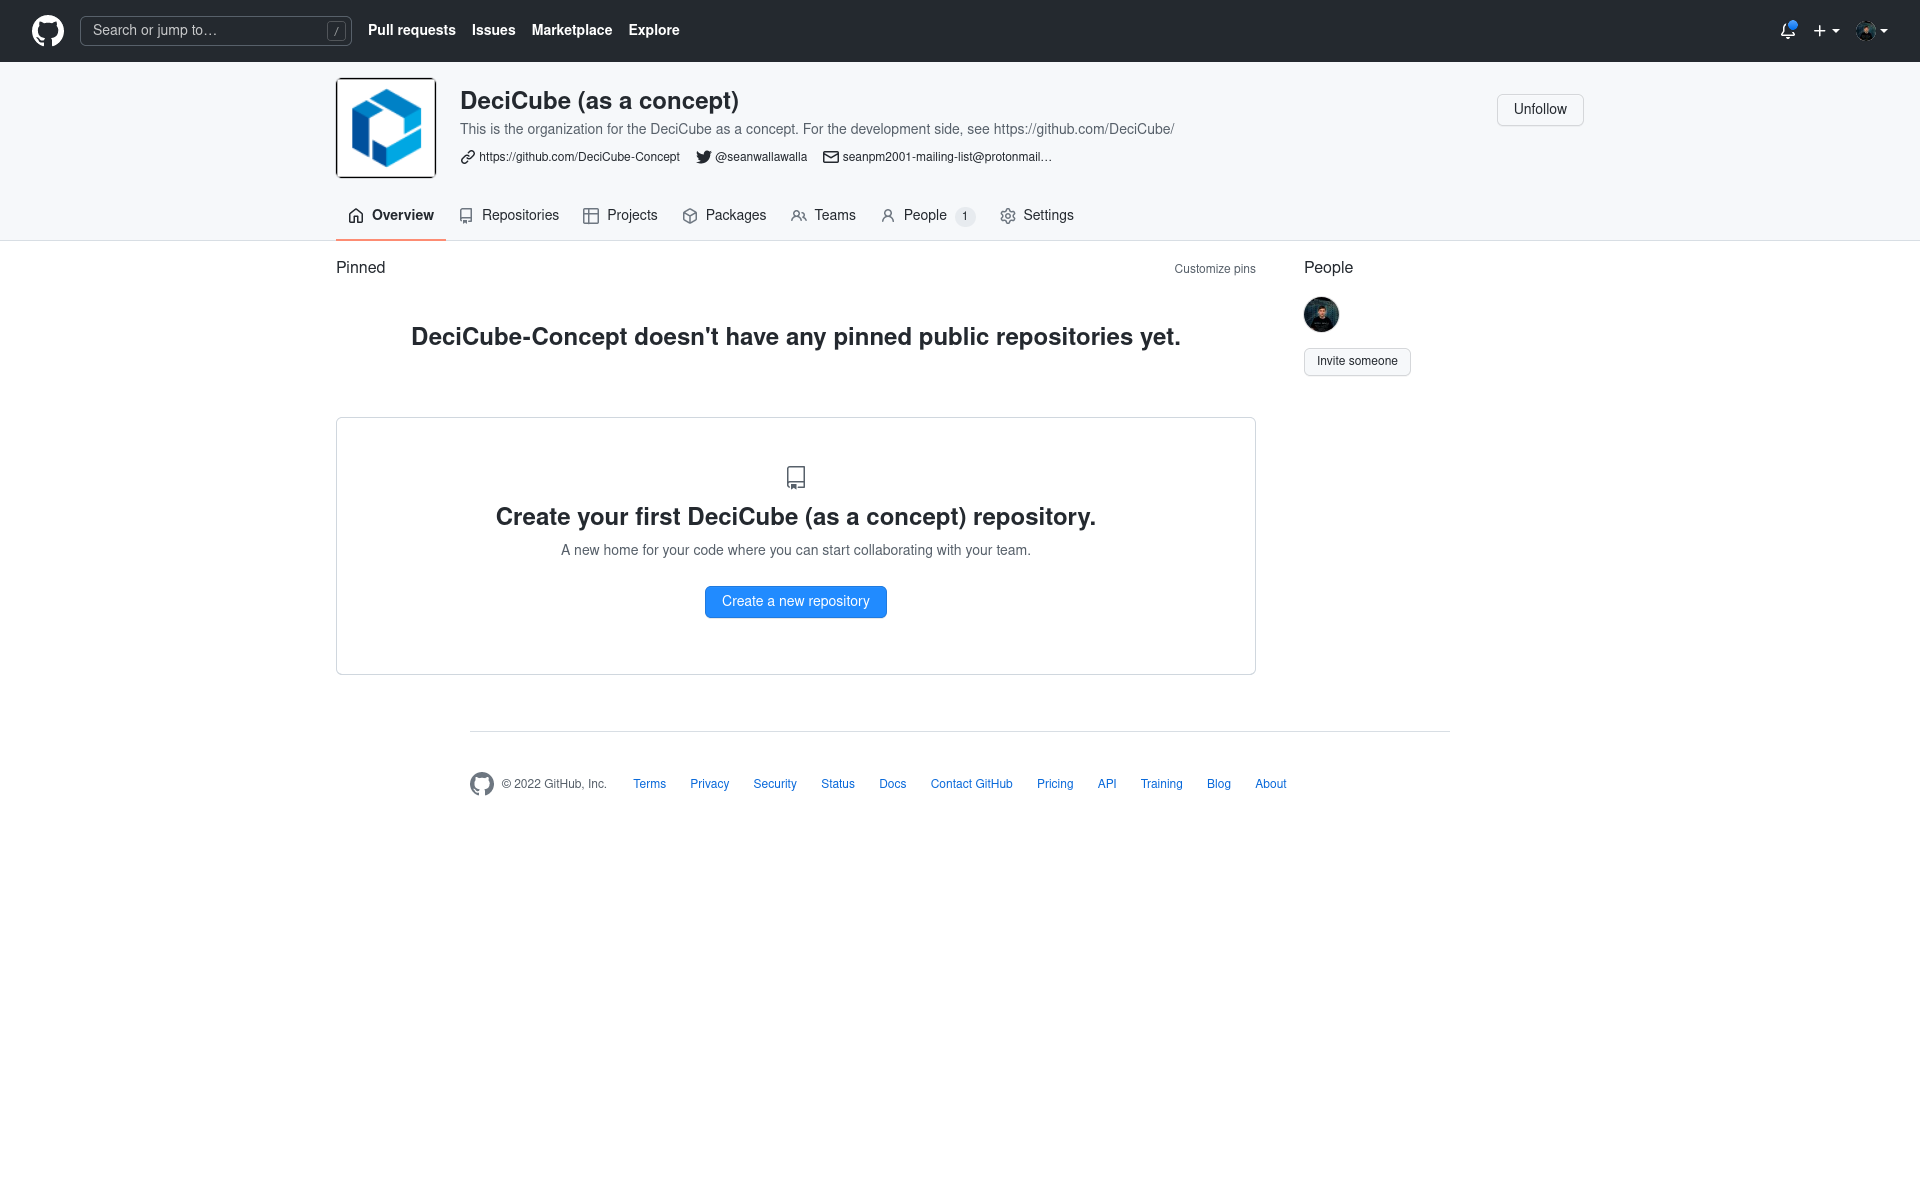 Search or jump to… /
Pull requests Issues Marketplace Explore
DeciCube (as a concept)
Unfollow
This is the organization for the DeciCube as a concept. For the development side, see https://github.com/DeciCube/
https://github.com/DeciCube-Concept @seanwallawalla seanpm2001-mailing-list@protonmail…
Overview Repositories Projects Packages Teams People 1 Settings
Pinned
Customize pins
DeciCube-Concept doesn't have any pinned public repositories yet.
People
Invite someone
Create your first DeciCube (as a concept) repository.
A new home for your code where you can start collaborating with your team.
Create a new repository
© 2022 GitHub, Inc. Terms Privacy Security Status Docs Contact GitHub Pricing API Training Blog About